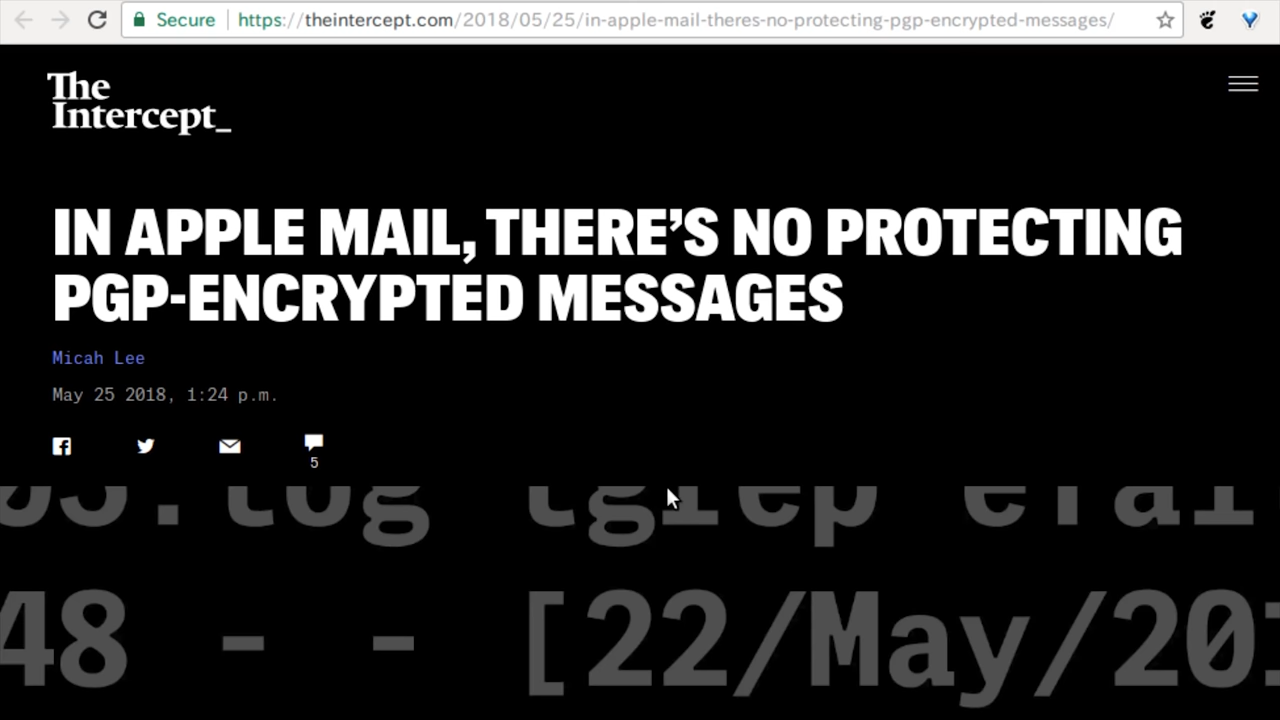 Secure https://theintercept.com/2018/05/25/in-apple-mail-theres-no-protecting-pgp-encrypted-messages/
The
Intercept_
IN APPLE MAIL, THERE’S NO PROTECTING
PGP-ENCRYPTED MESSAGES
Micah Lee
May 25 2018, 1:24 p.m.
5
48 - - [22/May/201